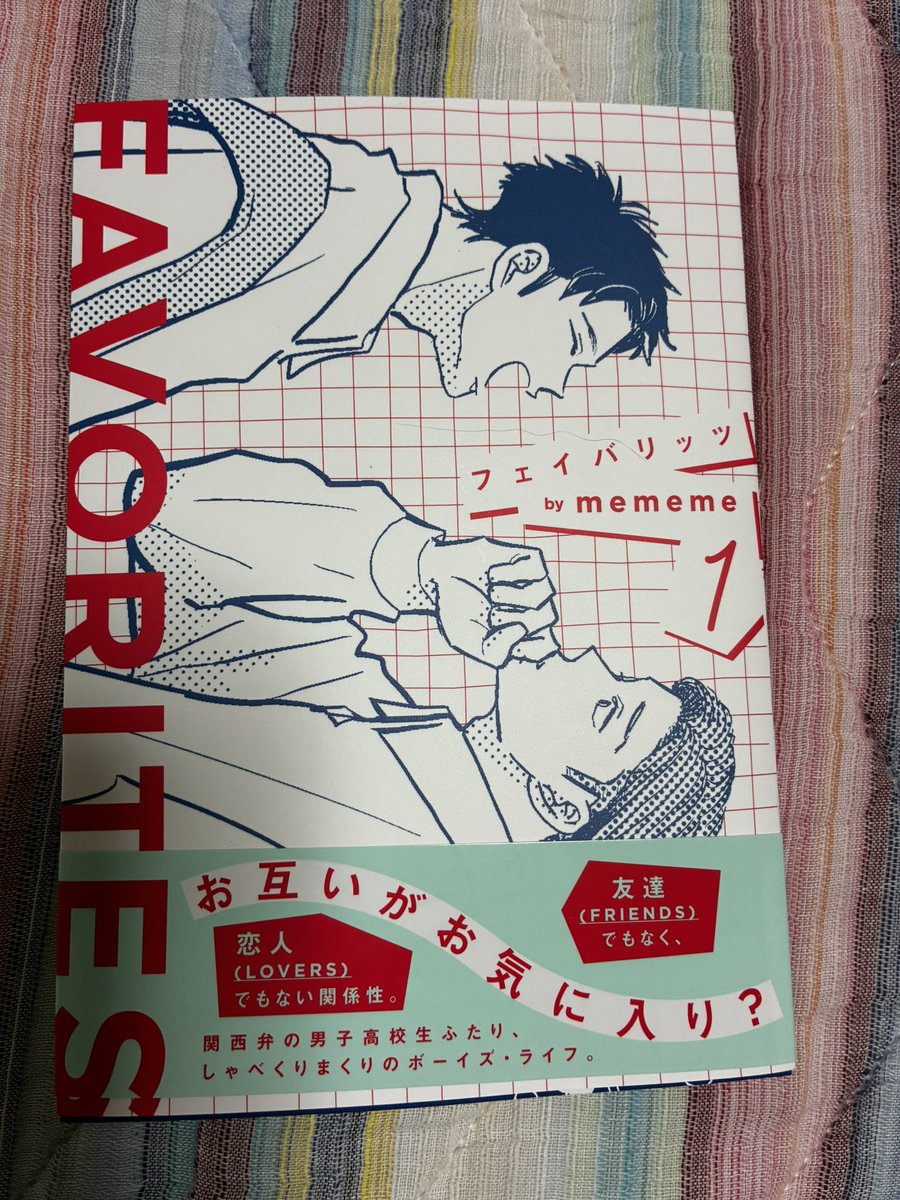 FAVORITES
フェイバリッツ
by mememe
1
お互いがお気に入り?
友達
(FRIENDS)
でもなく、
恋人
(LOVERS)
でもない関係性。
関西弁の男子高校生ふたり、
しゃべくりまくりのボーイズ・ライフ。